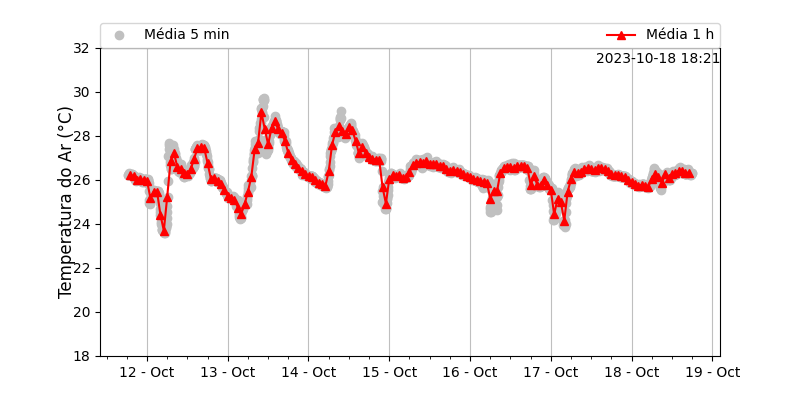 Média 5 min
Média 1 h
2023-10-18 18:21
Temperatura do Ar (°C)
32
30
28
26
24
22
20
18
12 - Oct
13 - Oct
14 - Oct
15 - Oct
16 - Oct
17 - Oct
18 - Oct
19 - Oct